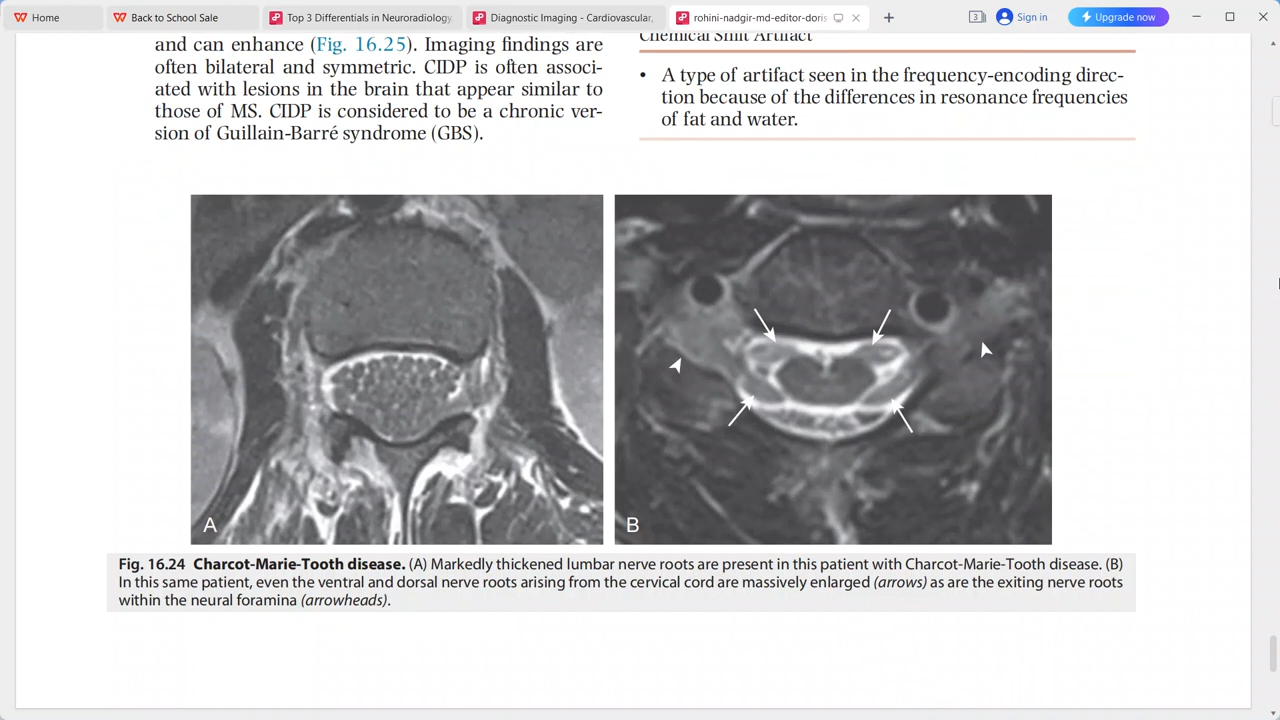 Home
Back to School Sale
Top 3 Differentials in Neuroradiology
Diagnostic Imaging - Cardiovascular,
rohini-nadgir-md-editor-doris
3
Sign in
Upgrade now
and can enhance (Fig. 16.25). Imaging findings are
often bilateral and symmetric. CIDP is often associ-
ated with lesions in the brain that appear similar to
those of MS. CIDP is considered to be a chronic ver-
sion of Guillain-Barré syndrome (GBS).
Chemical Shift Artifact
• A type of artifact seen in the frequency-encoding direc-
tion because of the differences in resonance frequencies
of fat and water.
A
B
Fig. 16.24 Charcot-Marie-Tooth disease. (A) Markedly thickened lumbar nerve roots are present in this patient with Charcot-Marie-Tooth disease. (B)
In this same patient, even the ventral and dorsal nerve roots arising from the cervical cord are massively enlarged (arrows) as are the exiting nerve roots
within the neural foramina (arrowheads).